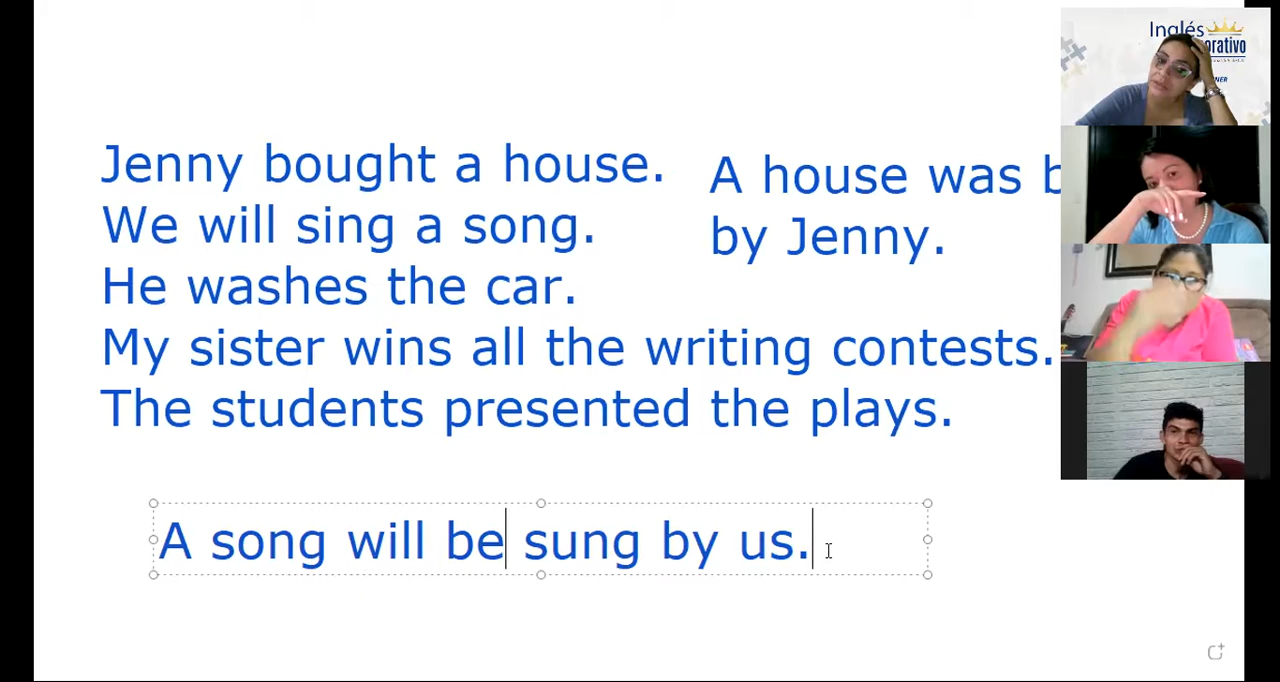 Jenny bought a house.
We will sing a song.
He washes the car.
My sister wins all the writing contests.
The students presented the plays.
A house was
by Jenny.
A song will be sung by us.
Inglés